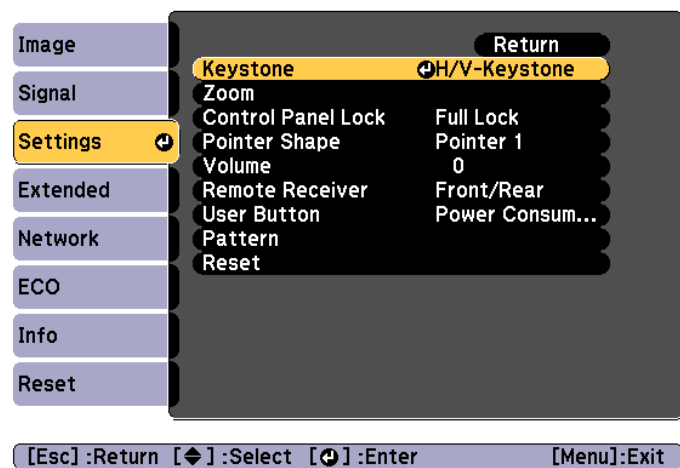 Image
Signal
Settings
Extended
Network
ECO
Info
Reset
Return
Keystone H/V-Keystone
Zoom
Control Panel Lock Full Lock
Pointer Shape Pointer 1
Volume 0
Remote Receiver Front/Rear
User Button Power Consum...
Pattern
Reset
[Esc] :Return [◆] :Select [↵] :Enter [Menu]:Exit